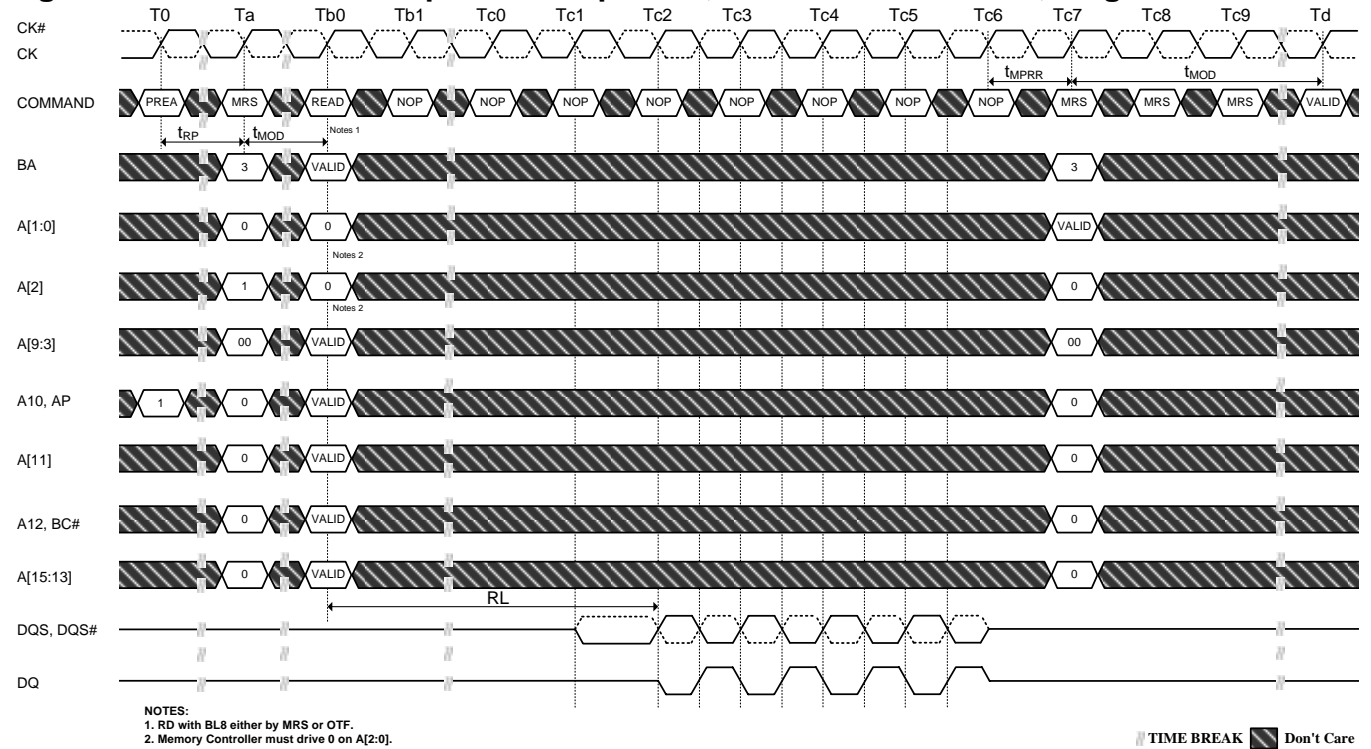 T0 Ta Tb0 Tb1 Tc0 Tc1 Tc2 Tc3 Tc4 Tc5 Tc6 Tc7 Tc8 Tc9 Td
CK#
CK
tMPRR tMOD
COMMAND PREA MRS READ NOP NOP NOP NOP NOP NOP NOP NOP MRS MRS MRS VALID
tRP tMOD Notes 1
BA 3 VALID 3
A[1:0] 0 0 VALID
Notes 2
A[2] 1 0 0
Notes 2
A[9:3] 00 VALID 00
A10, AP 1 0 VALID 0
A[11] 0 VALID 0
A12, BC# 0 VALID 0
A[15:13] 0 VALID 0
RL
DQS, DQS#
DQ
NOTES:
1. RD with BL8 either by MRS or OTF.
2. Memory Controller must drive 0 on A[2:0].
TIME BREAK Don't Care